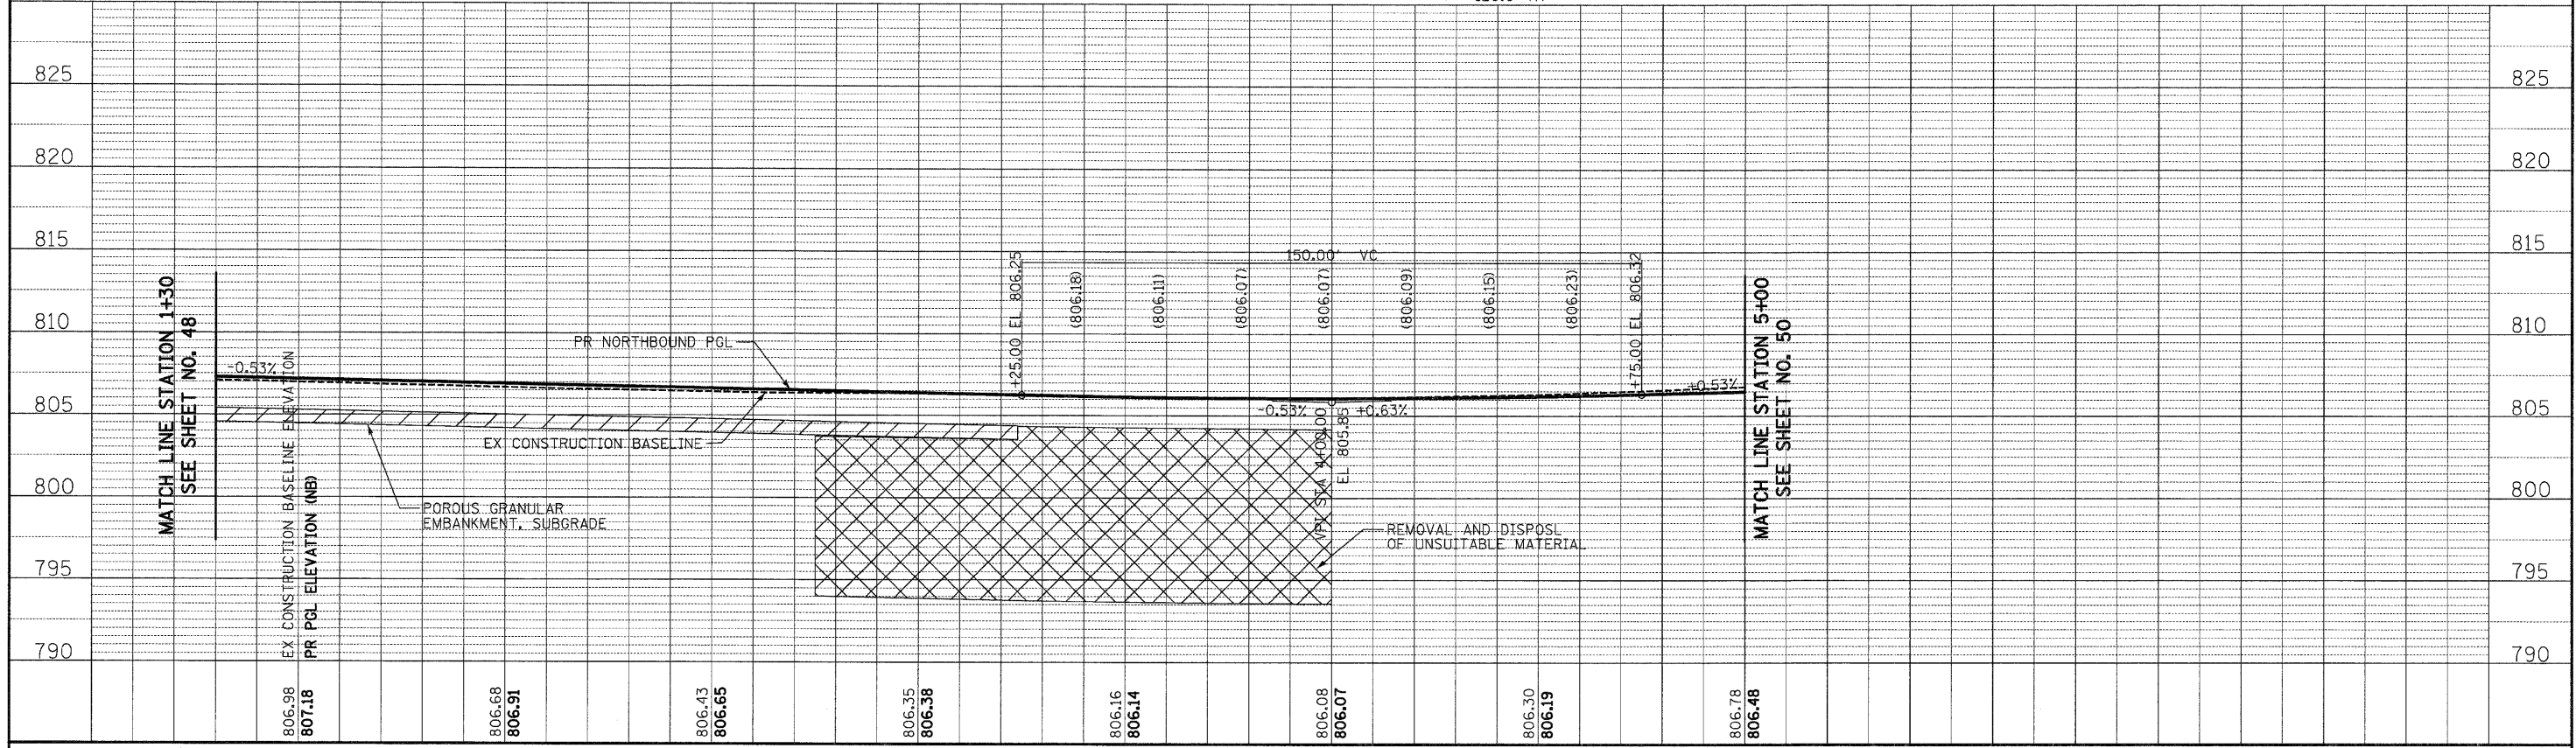 825
820
815
810
805
800
795
790
MATCH LINE STATION 1+30
SEE SHEET NO. 48
-0.53%
EX CONSTRUCTION BASELINE ELEVATION
PR PGL ELEVATION (NB)
PR NORTHBOUND PGL
EX CONSTRUCTION BASELINE
POROUS GRANULAR
EMBANKMENT, SUBGRADE
+25.00 EL 806.25
150.00' VC
(806.18)
(806.11)
(806.07)
(806.07)
(806.09)
(806.15)
(806.23)
+75.00 EL 806.32
-0.53%
+0.63%
VPI STA 4+00.00
EL 805.85
+0.53%
REMOVAL AND DISPOSL
OF UNSUITABLE MATERIAL
MATCH LINE STATION 5+00
SEE SHEET NO. 50
825
820
815
810
805
800
795
790
806.98
807.18
806.68
806.91
806.43
806.65
806.35
806.38
806.16
806.14
806.08
806.07
806.30
806.19
806.78
806.48